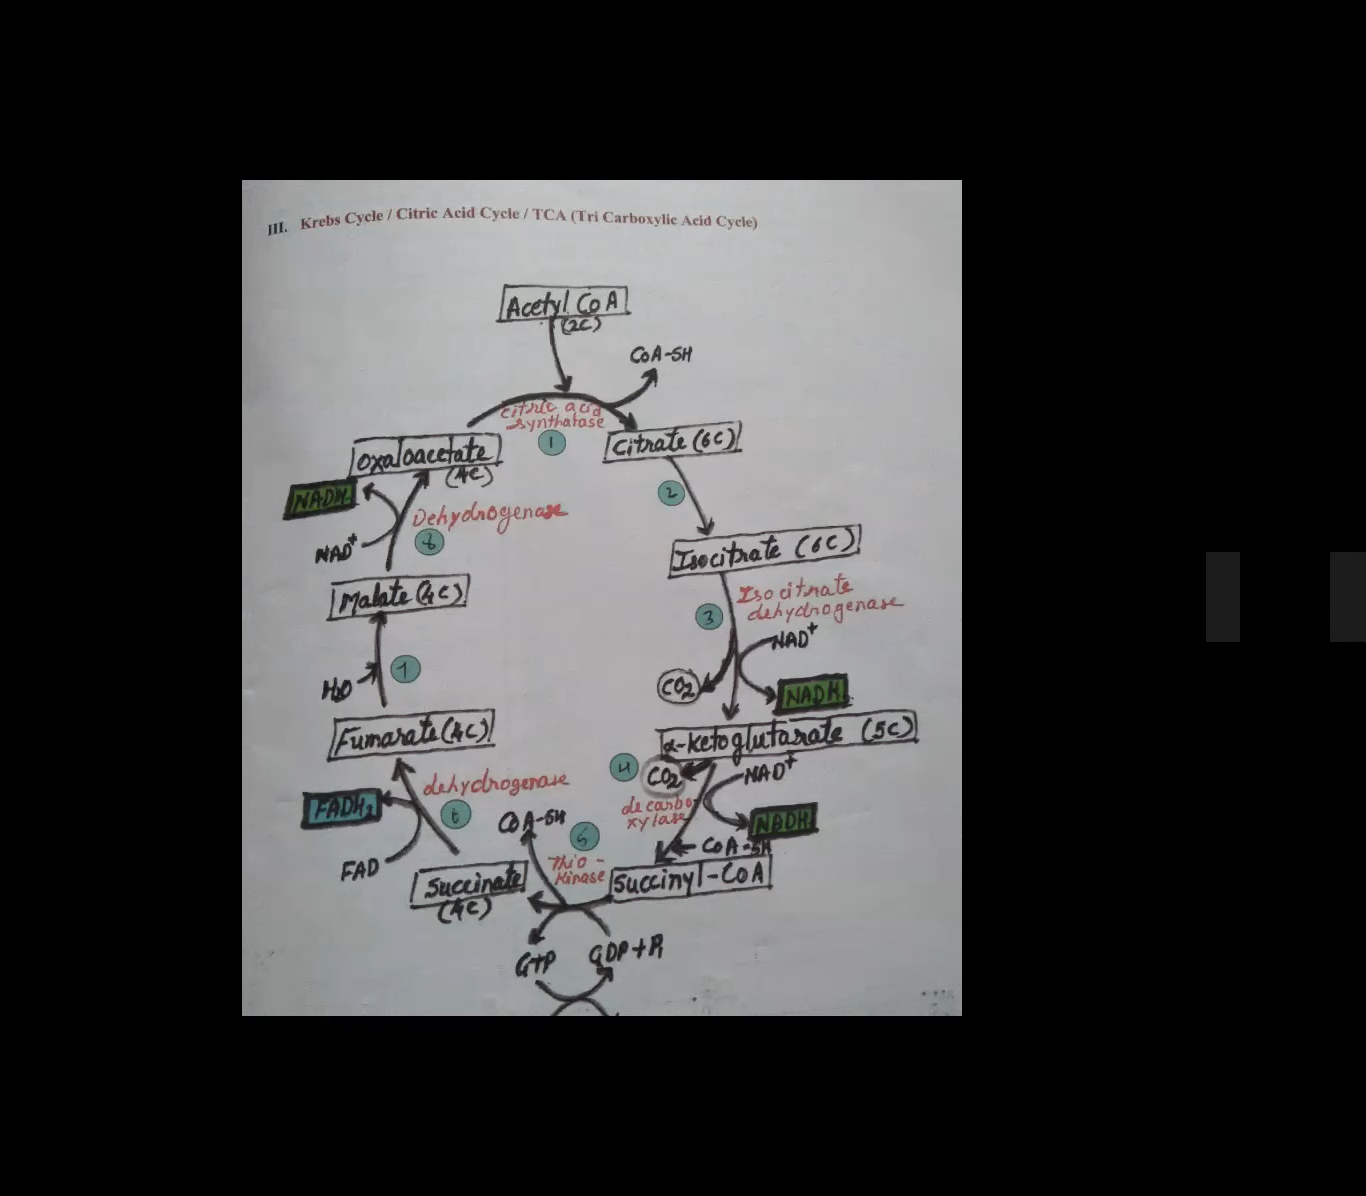 III. Krebs Cycle / Citric Acid Cycle / TCA (Tri Carboxylic Acid Cycle)
Acetyl CoA
(2C)
CoA-SH
citric acid
synthatase
1
Oxaloacetate
(4C)
Citrate (6C)
NADH
2
Dehydrogenase
8
NAD+
Isocitrate (6C)
Malate (4C)
Isocitrate
dehydrogenase
3
NAD+
7
H2O
CO2
NADH
Fumarate (4C)
α-ketoglutarate (5C)
4
CO2
NAD+
dehydrogenase
FADH2
6
decarbo-
xylase
NADH
CoA-SH
5
CoA-SH
FAD
Thio-
kinase
Succinate
(4C)
Succinyl-CoA
GTP
GDP+Pi